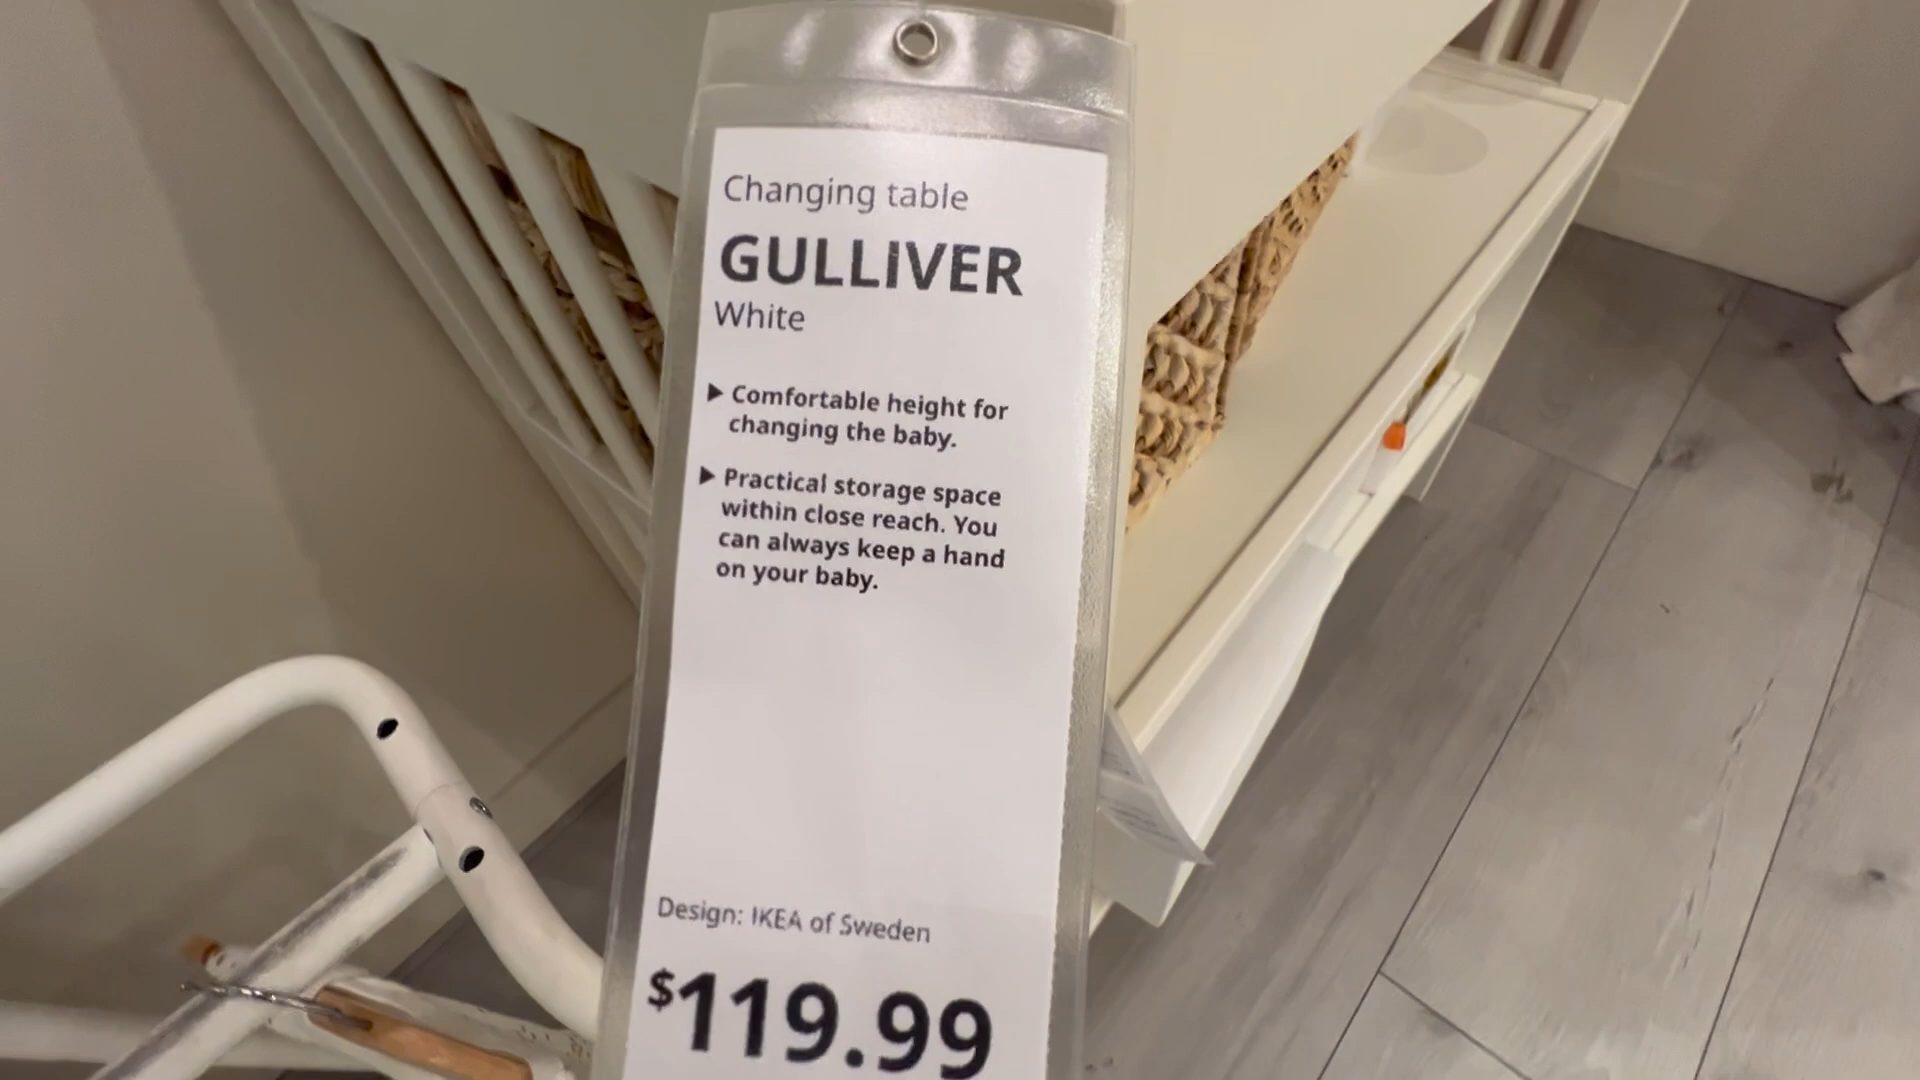 Changing table
GULLIVER
White
▶ Comfortable height for
changing the baby.
▶ Practical storage space
within close reach. You
can always keep a hand
on your baby.
Design: IKEA of Sweden
$119.99